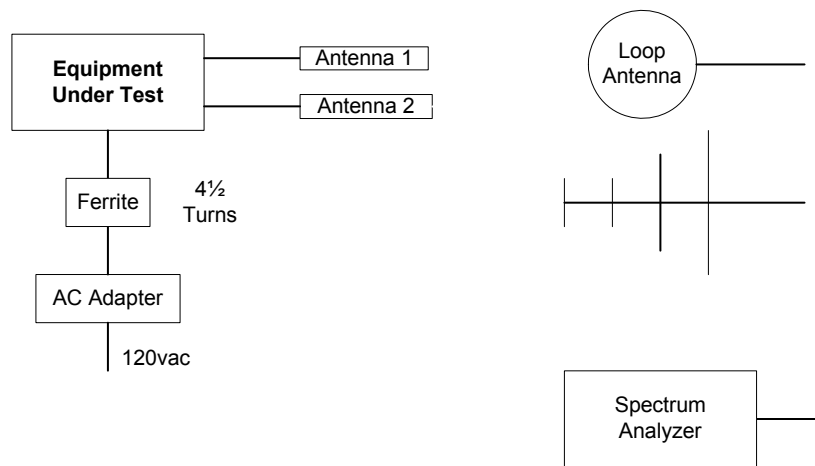 Equipment
Under Test
Antenna 1
Antenna 2
Loop
Antenna
Ferrite
4½
Turns
AC Adapter
120vac
Spectrum
Analyzer